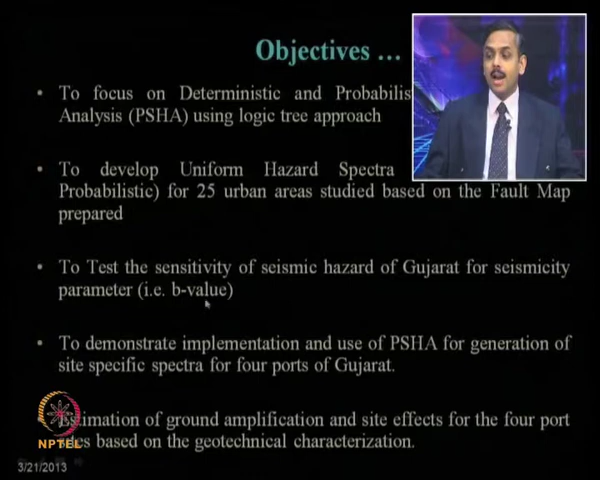 Objectives ...
• To focus on Deterministic and
Analysis (PSHA) using logic tree approach
• To develop Uniform Hazard Spectra
Probabilistic) for 25 urban areas studied based on the Fault Map
prepared
• To Test the sensitivity of seismic hazard of Gujarat for seismicity
parameter (i.e. b-value)
• To demonstrate implementation and use of PSHA for generation of
site specific spectra for four ports of Gujarat.
Estimation of ground amplification and site effects for the four port
based on the geotechnical characterization.
NPTEL
3/21/2013